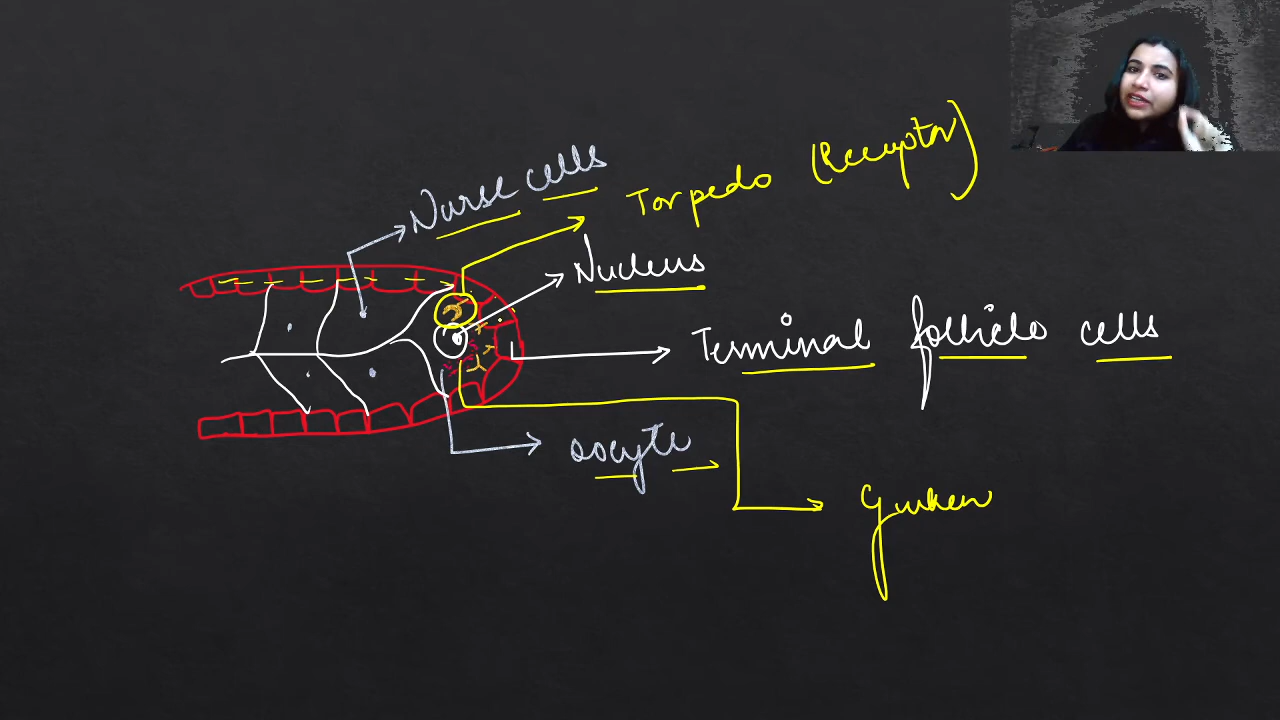 Nurse cells
Torpedo (Receptor)
Nucleus
Terminal follicle cells
oocyte
Gurken